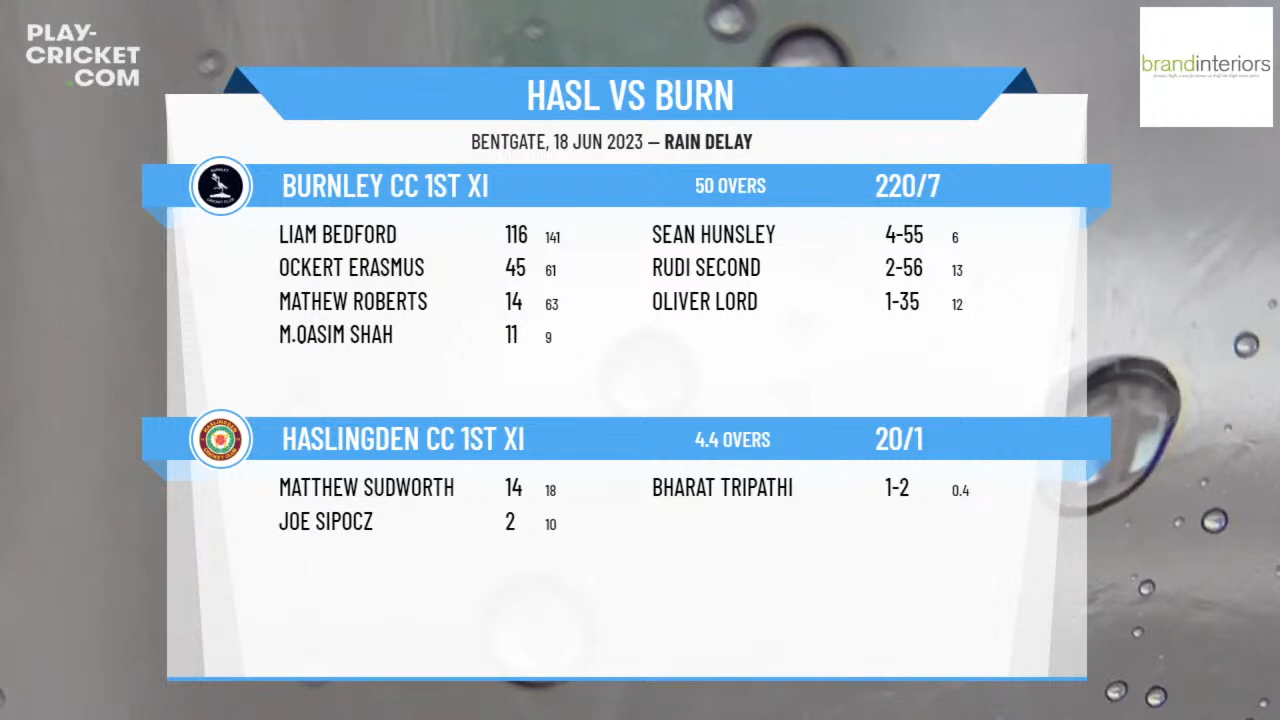 PLAY-
CRICKET
.COM
brandinteriors
HASL VS BURN
BENTGATE, 18 JUN 2023 – RAIN DELAY
BURNLEY CC 1ST XI 50 OVERS 220/7
LIAM BEDFORD 116 141 SEAN HUNSLEY 4-55 6
OCKERT ERASMUS 45 61 RUDI SECOND 2-56 13
MATHEW ROBERTS 14 63 OLIVER LORD 1-35 12
M.QASIM SHAH 11 9
HASLINGDEN CC 1ST XI 4.4 OVERS 20/1
MATTHEW SUDWORTH 14 18 BHARAT TRIPATHI 1-2 0.4
JOE SIPOCZ 2 10